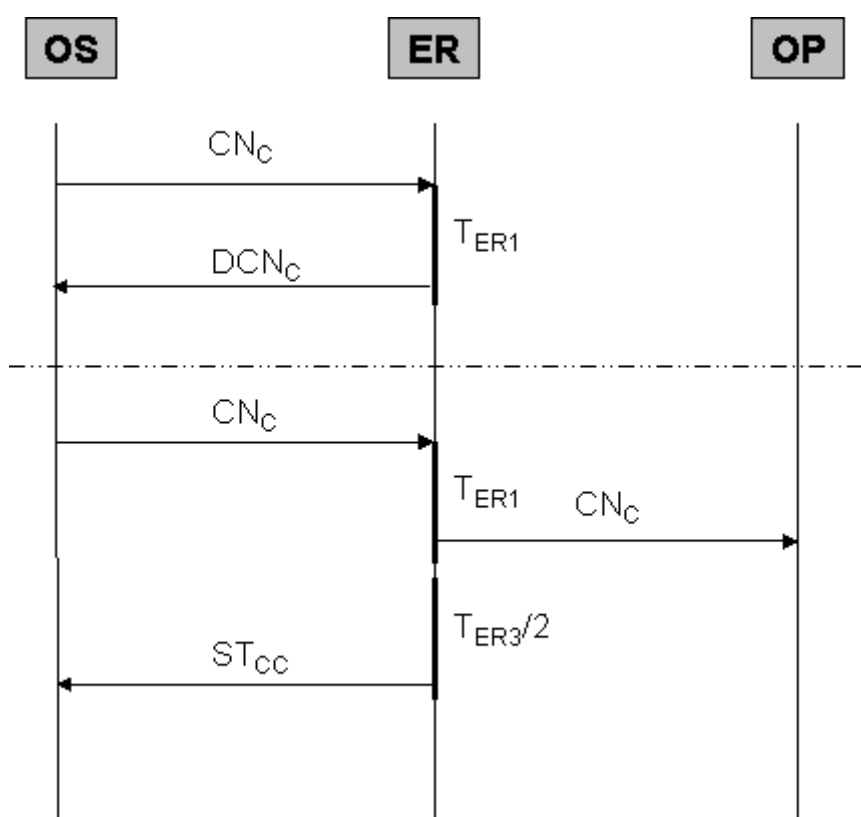 OS ER OP
CN_C
T_ER1
DCN_C
CN_C
T_ER1
CN_C
T_ER3/2
ST_CC